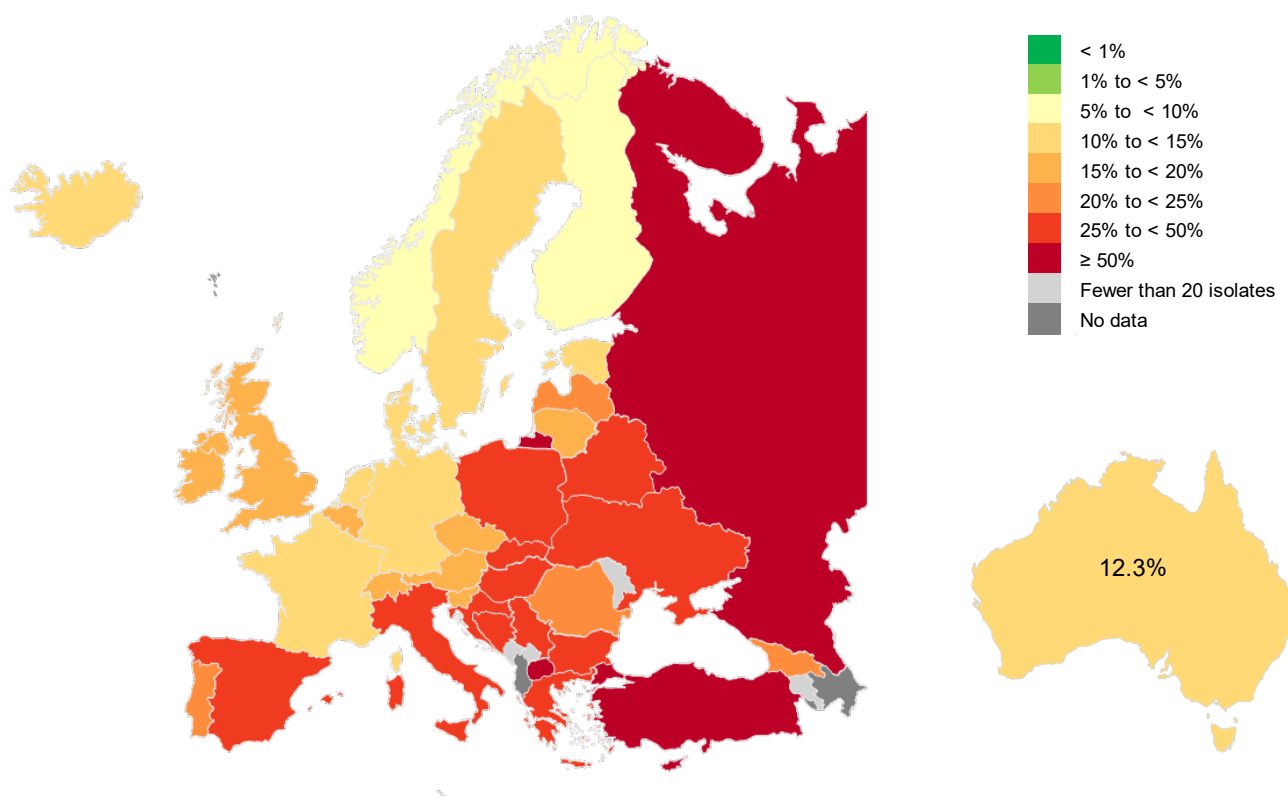 < 1%
1% to < 5%
5% to < 10%
10% to < 15%
15% to < 20%
20% to < 25%
25% to < 50%
≥ 50%
Fewer than 20 isolates
No data
12.3%